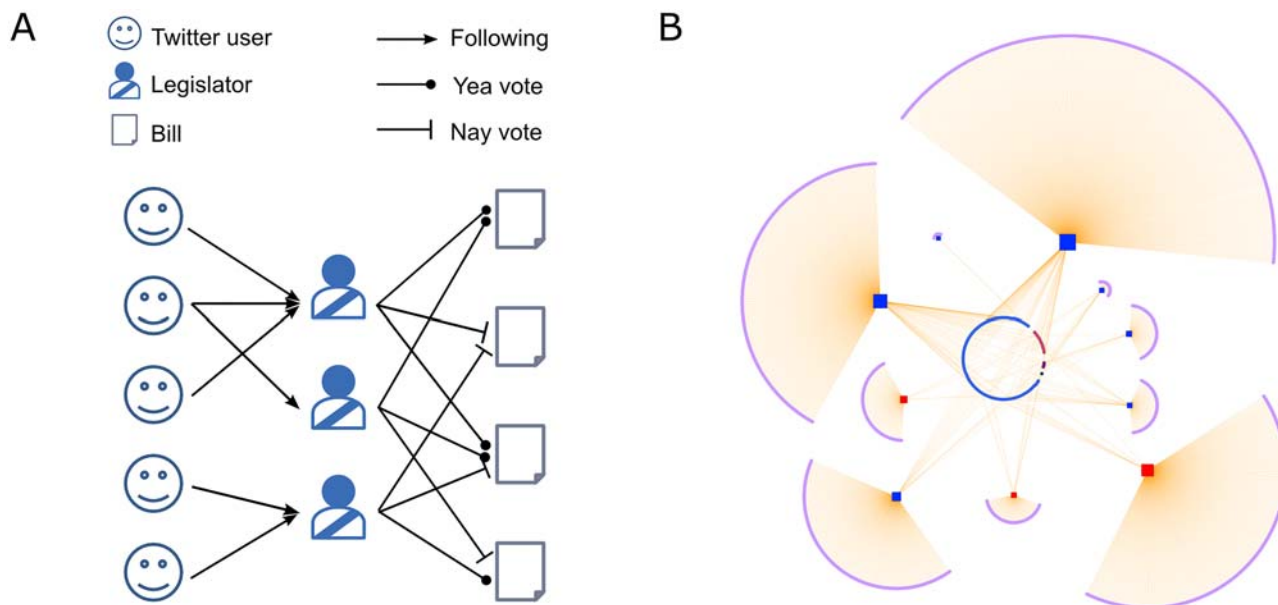 A
B
Twitter user
Following
Legislator
Yea vote
Bill
Nay vote